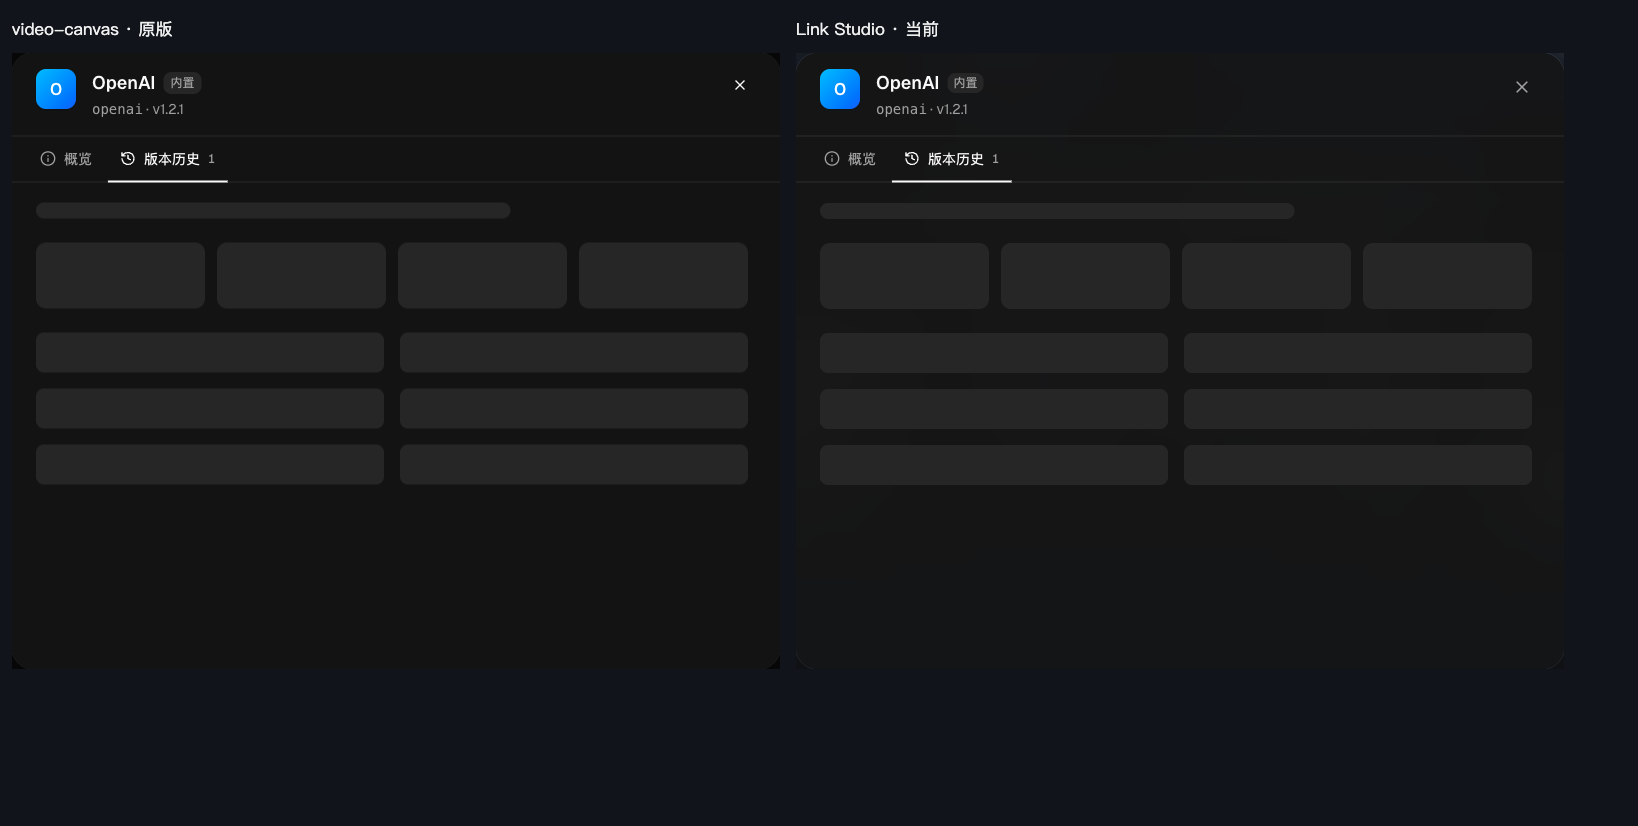 video-canvas · 原版
O
OpenAI 内置
openai · v1.2.1
概览
版本历史 1
Link Studio · 当前
O
OpenAI 内置
openai · v1.2.1
概览
版本历史 1